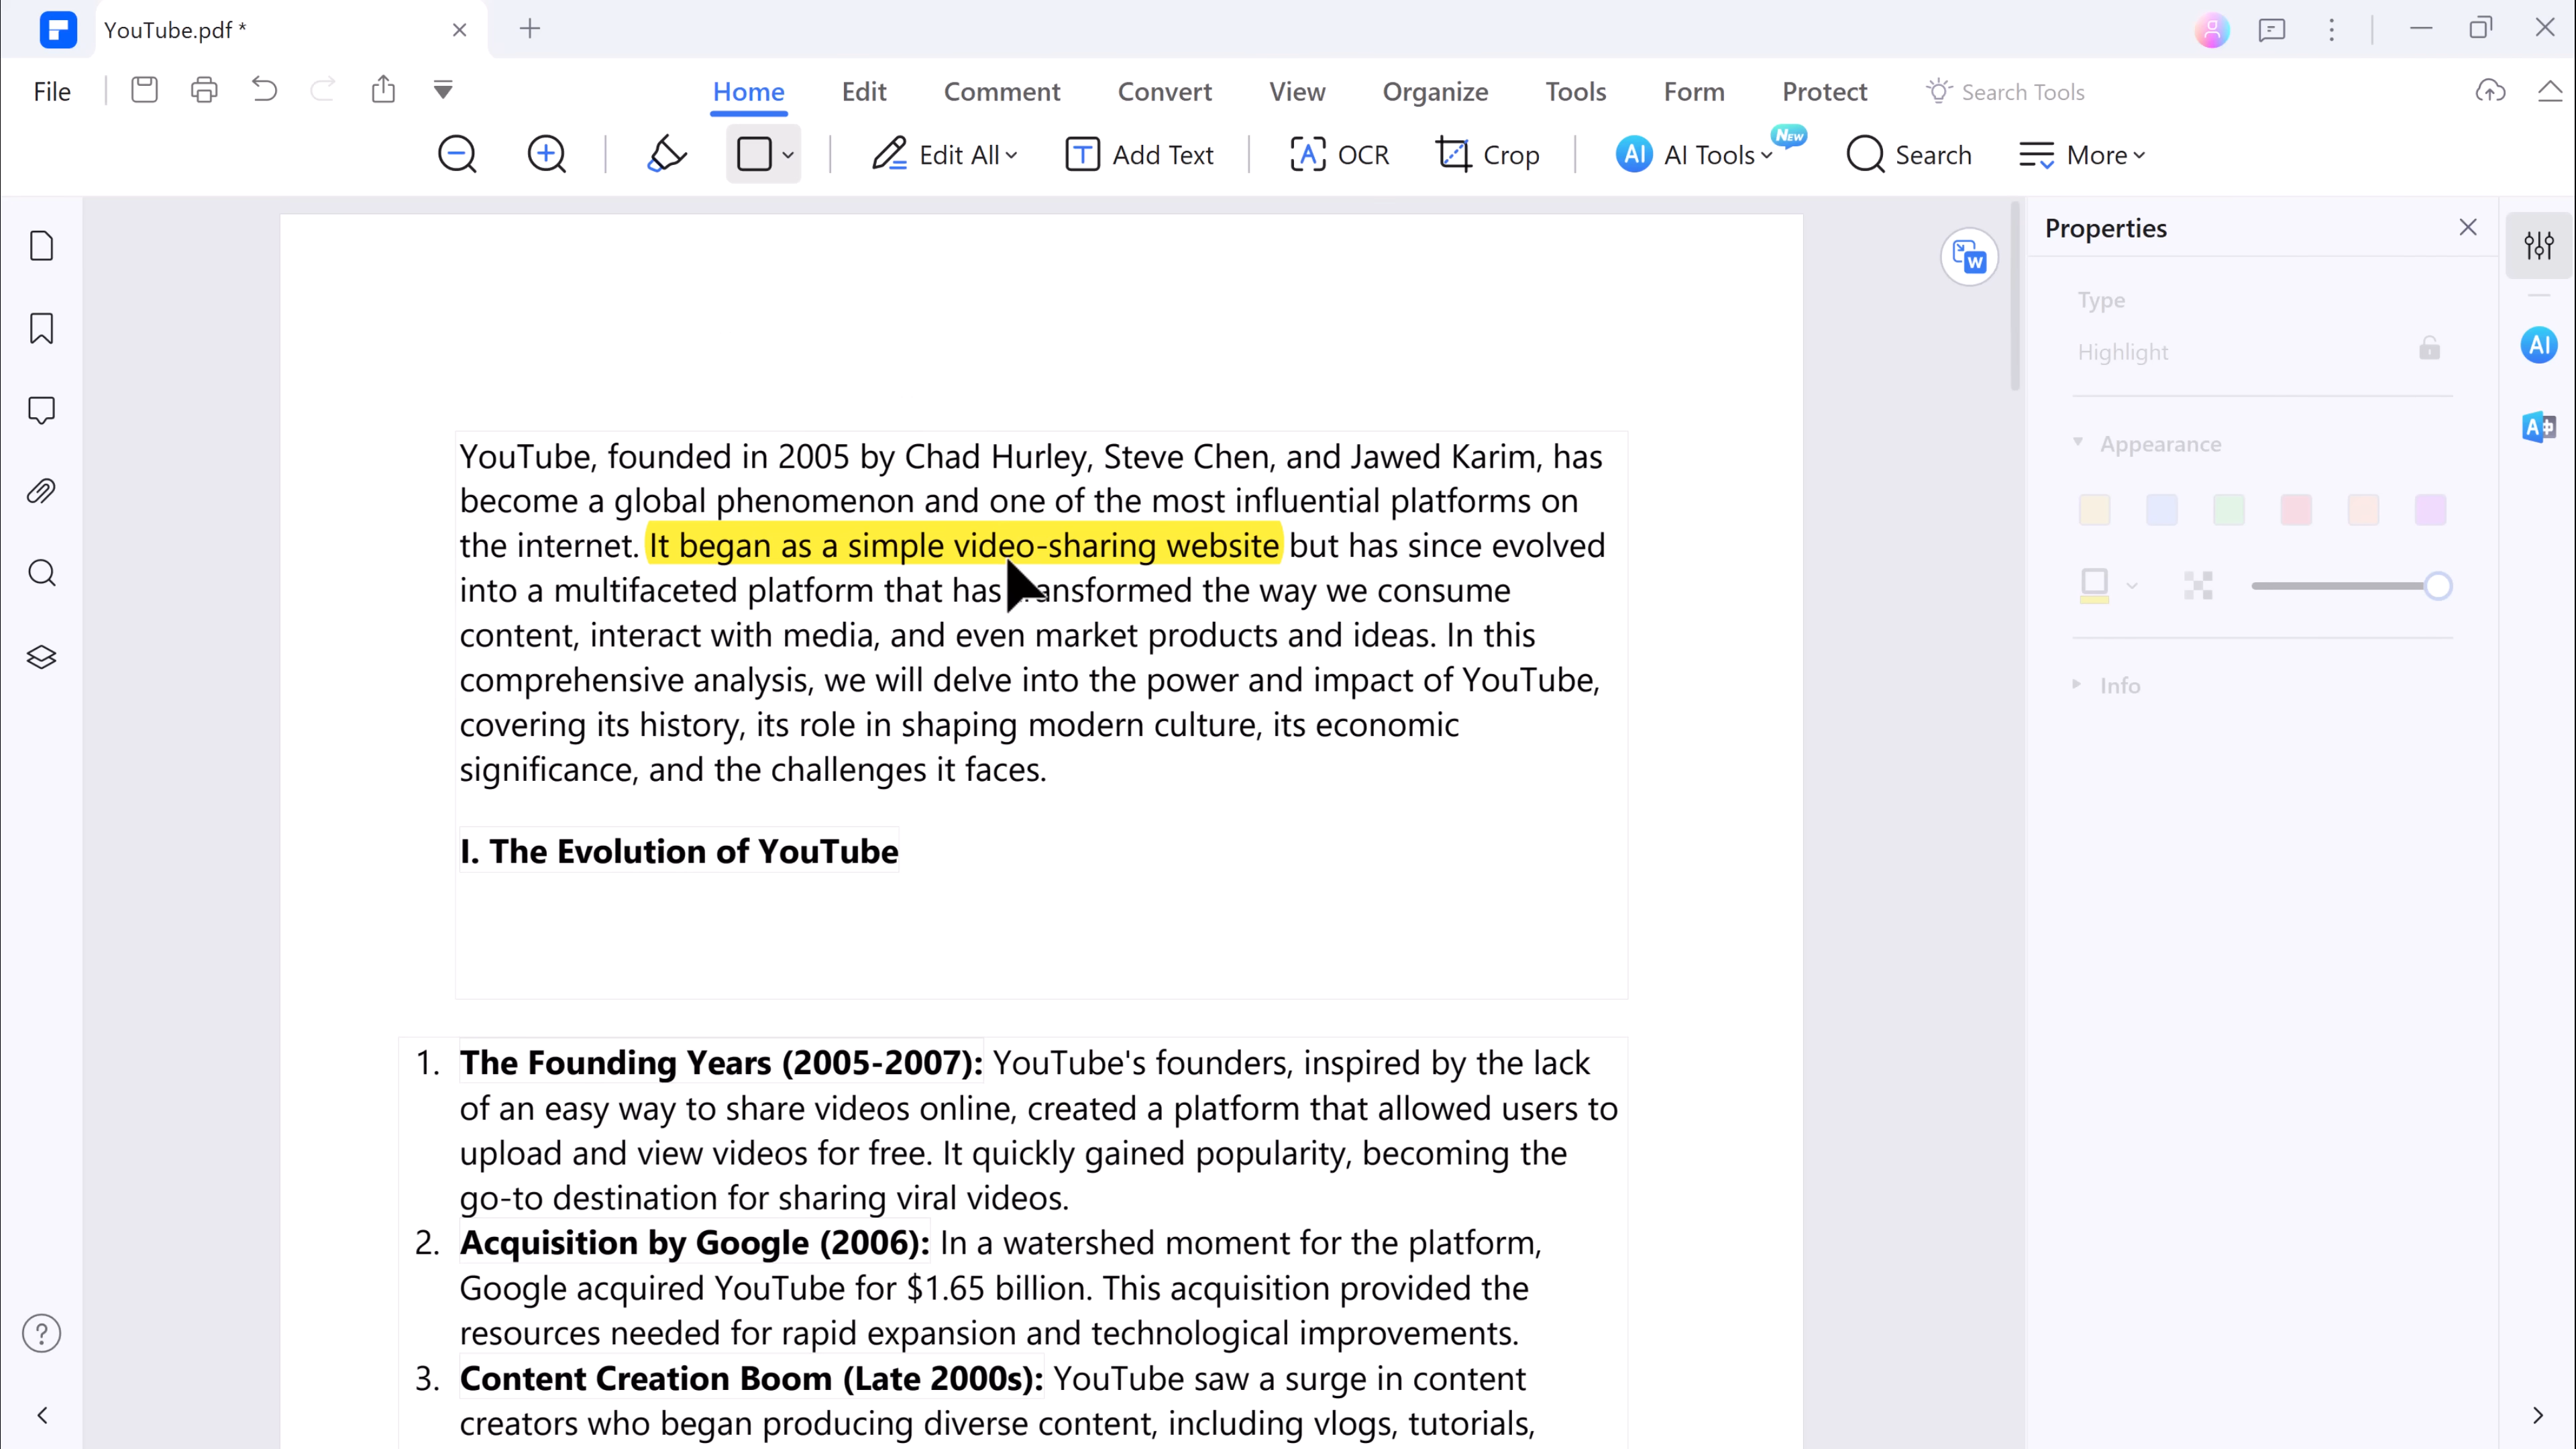 YouTube.pdf *
File
Home
Edit
Comment
Convert
View
Organize
Tools
Form
Protect
Search Tools
Edit All
Add Text
OCR
Crop
AI
AI Tools
NEW
Search
More
W
Properties
Type
Highlight
AI
A
Appearance
Info
YouTube, founded in 2005 by Chad Hurley, Steve Chen, and Jawed Karim, has
become a global phenomenon and one of the most influential platforms on
the internet. It began as a simple video-sharing website but has since evolved
into a multifaceted platform that has transformed the way we consume
content, interact with media, and even market products and ideas. In this
comprehensive analysis, we will delve into the power and impact of YouTube,
covering its history, its role in shaping modern culture, its economic
significance, and the challenges it faces.
I. The Evolution of YouTube
1. The Founding Years (2005-2007): YouTube's founders, inspired by the lack
of an easy way to share videos online, created a platform that allowed users to
upload and view videos for free. It quickly gained popularity, becoming the
go-to destination for sharing viral videos.
2. Acquisition by Google (2006): In a watershed moment for the platform,
Google acquired YouTube for $1.65 billion. This acquisition provided the
resources needed for rapid expansion and technological improvements.
3. Content Creation Boom (Late 2000s): YouTube saw a surge in content
creators who began producing diverse content, including vlogs, tutorials,